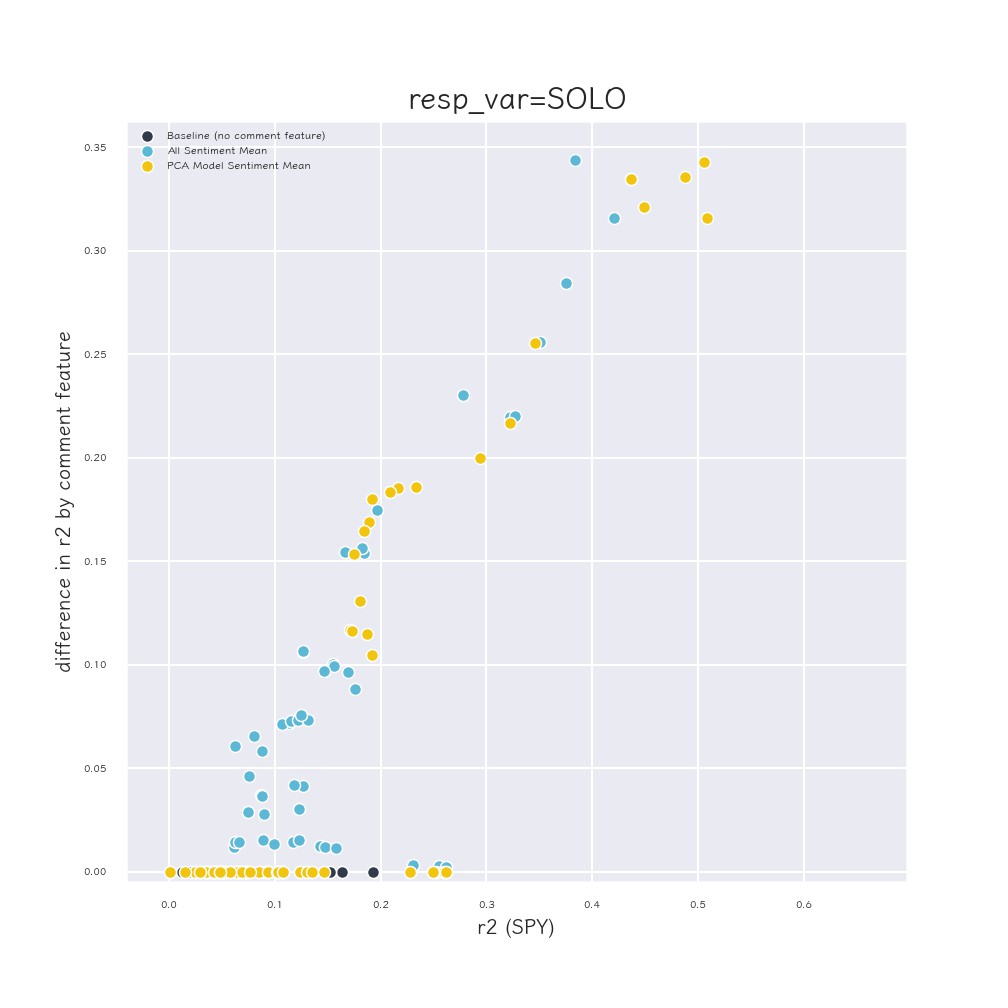 resp_var=SOLO
Baseline (no comment feature)
All Sentiment Mean
PCA Model Sentiment Mean
difference in r2 by comment feature
0.35
0.30
0.25
0.20
0.15
0.10
0.05
0.00
0.0 0.1 0.2 0.3 0.4 0.5 0.6
r2 (SPY)